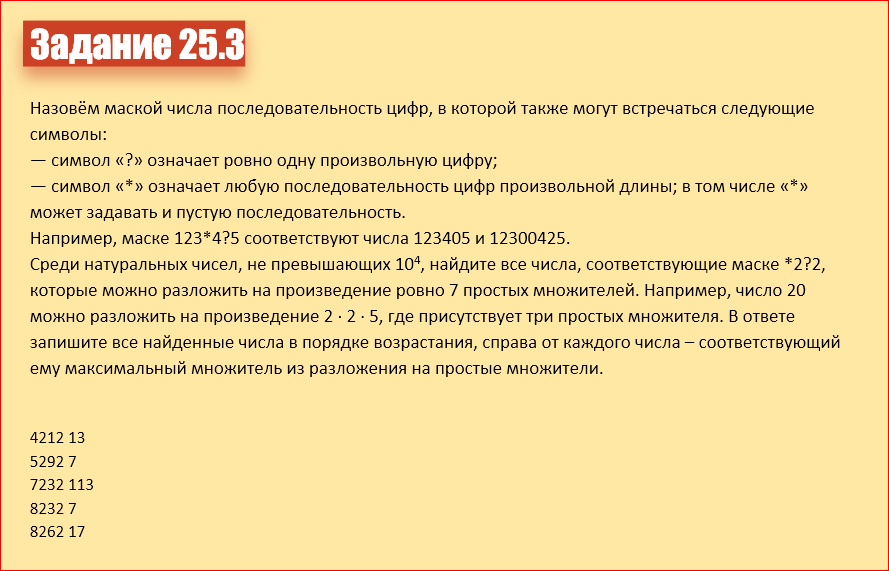 Задание 25.3
Назовём маской числа последовательность цифр, в которой также могут встречаться следующие
символы:
— символ «?» означает ровно одну произвольную цифру;
— символ «*» означает любую последовательность цифр произвольной длины; в том числе «*»
может задавать и пустую последовательность.
Например, маске 123*4?5 соответствуют числа 123405 и 12300425.
Среди натуральных чисел, не превышающих 10⁴, найдите все числа, соответствующие маске *2?2,
которые можно разложить на произведение ровно 7 простых множителей. Например, число 20
можно разложить на произведение 2 · 2 · 5, где присутствует три простых множителя. В ответе
запишите все найденные числа в порядке возрастания, справа от каждого числа – соответствующий
ему максимальный множитель из разложения на простые множители.
4212 13
5292 7
7232 113
8232 7
8262 17